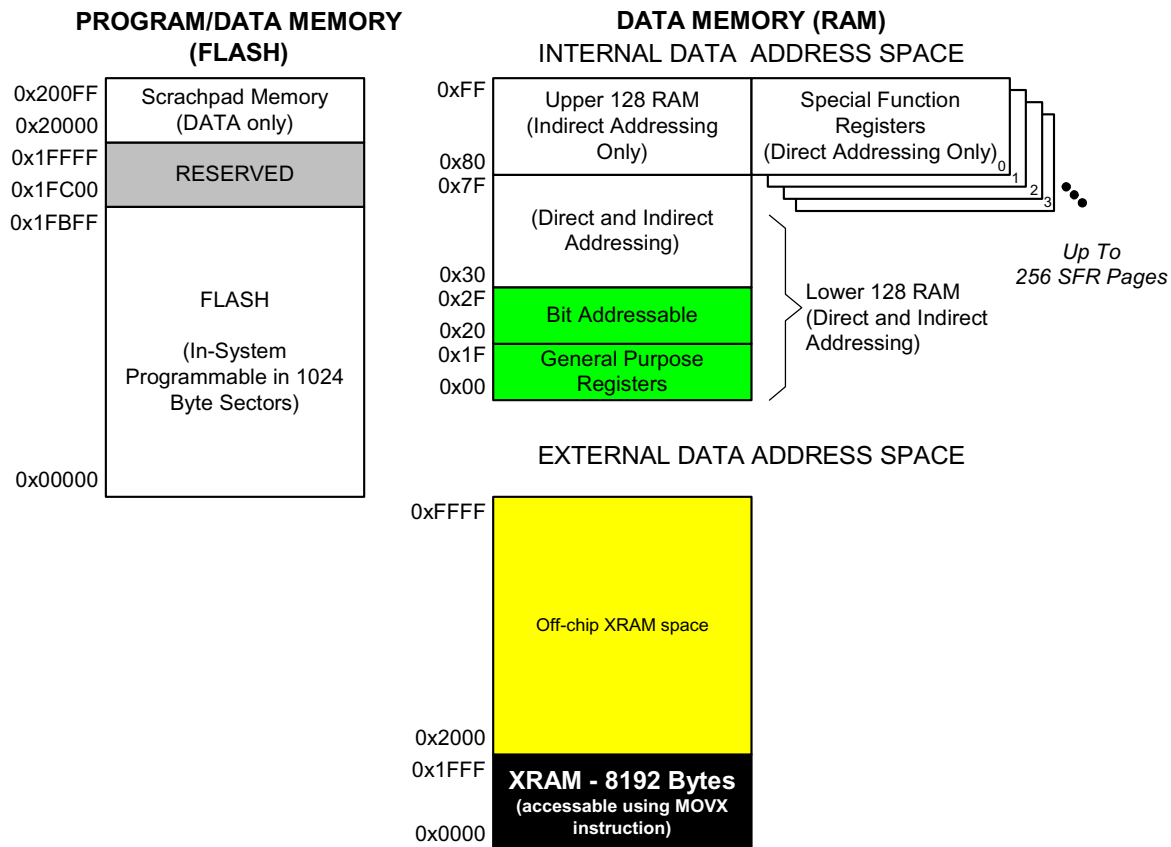 PROGRAM/DATA MEMORY
(FLASH)
0x200FF
Scrachpad Memory
(DATA only)
0x20000
0x1FFFF
RESERVED
0x1FC00
0x1FBFF
FLASH
(In-System
Programmable in 1024
Byte Sectors)
0x00000
DATA MEMORY (RAM)
INTERNAL DATA ADDRESS SPACE
0xFF
Upper 128 RAM
(Indirect Addressing
Only)
0x80
Special Function
Registers
(Direct Addressing Only)
0
1
2
3
Up To
256 SFR Pages
0x7F
(Direct and Indirect
Addressing)
0x30
0x2F
Bit Addressable
0x20
0x1F
General Purpose
Registers
0x00
Lower 128 RAM
(Direct and Indirect
Addressing)
EXTERNAL DATA ADDRESS SPACE
0xFFFF
Off-chip XRAM space
0x2000
0x1FFF
XRAM - 8192 Bytes
(accessable using MOVX
instruction)
0x0000